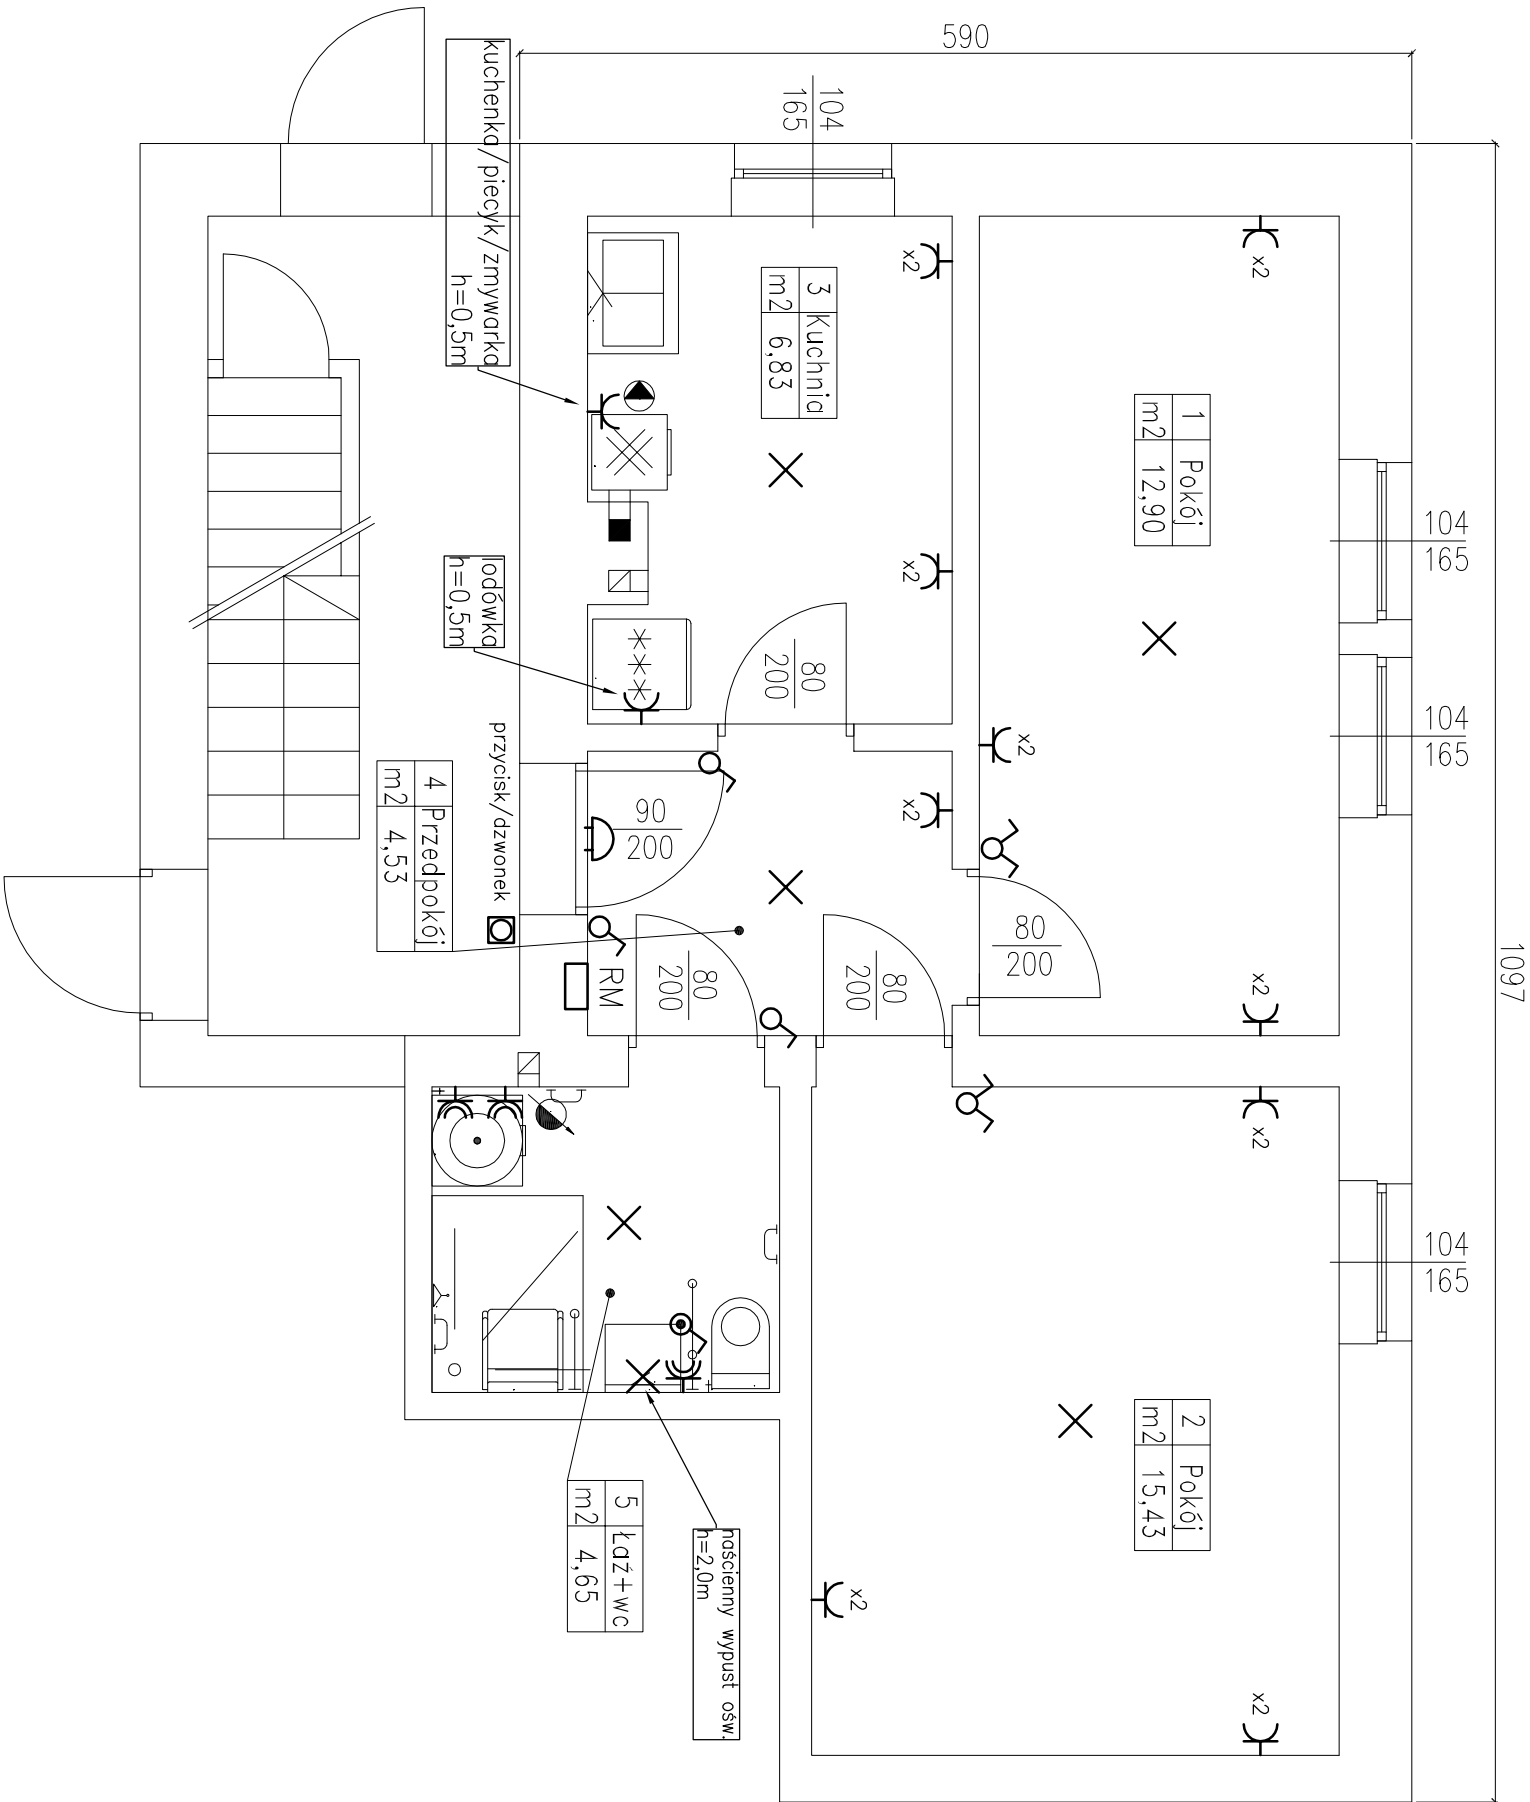 590
1097
104
165
104
165
104
165
104
165
kuchenka/piecyk/zmywarka
h=0,5m
lodówka
h=0,5m
3 Kuchnia
m2 6,83
1 Pokój
m2 12,90
2 Pokój
m2 15,43
4 Przedpokój
m2 4,53
5 Łaź+wc
m2 4,65
x2
x2
x2
x2
x2
x2
x2
x2
x2
80
200
90
200
80
200
80
200
80
200
przycisk/dzwonek
RM
naścienny wypust ośw.
h=2,0m